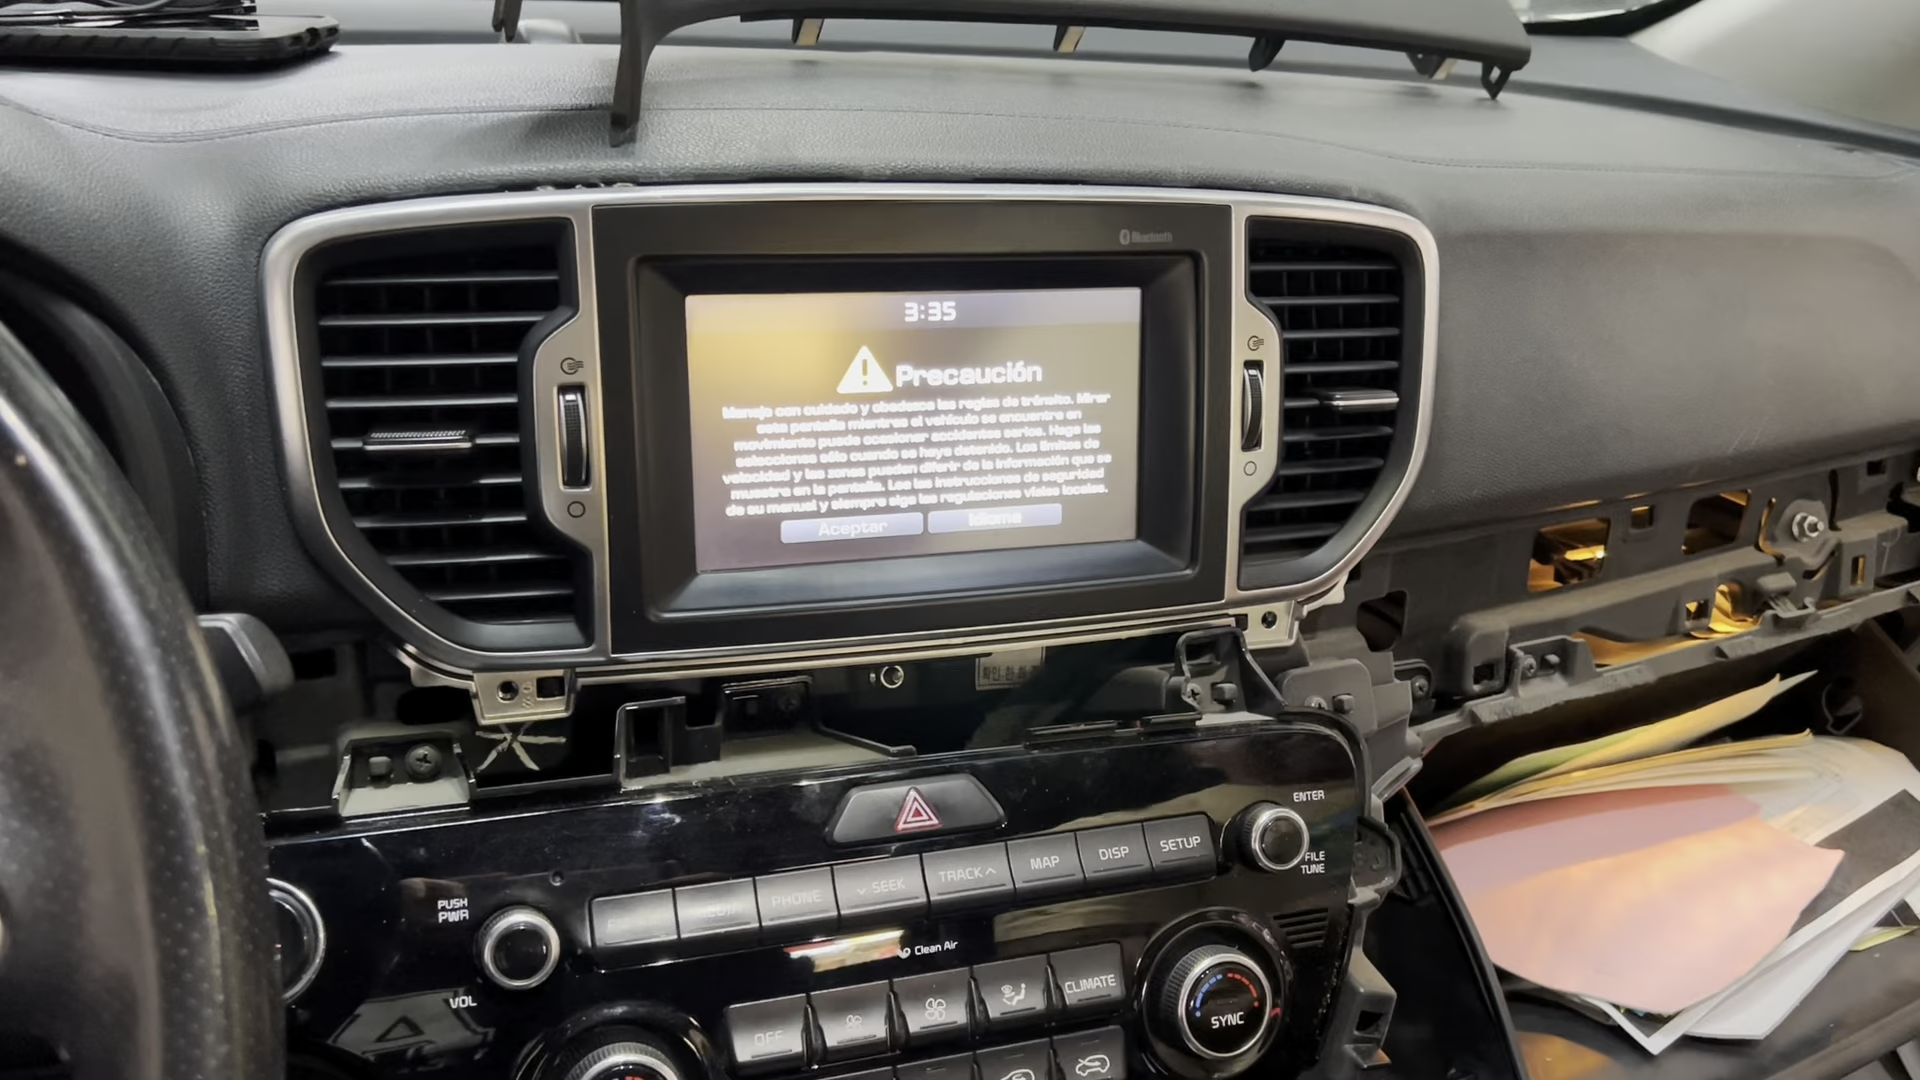 Bluetooth
3:35
Precaución
Maneje con cuidado y obedezca las reglas de tránsito. Mirar
esta pantalla mientras el vehículo se encuentra en
movimiento puede ocasionar accidentes serios. Haga las
selecciones sólo cuando se haya detenido. Los límites de
velocidad y las zonas pueden diferir de la información que se
muestra en la pantalla. Lea las instrucciones de seguridad
de su manual y siempre siga las regulaciones viales locales.
Aceptar
Idioma
ENTER
PUSH
PWR
PHONE
SEEK
TRACK
MAP
DISP
SETUP
FILE
TUNE
VOL
Clean Air
OFF
CLIMATE
SYNC